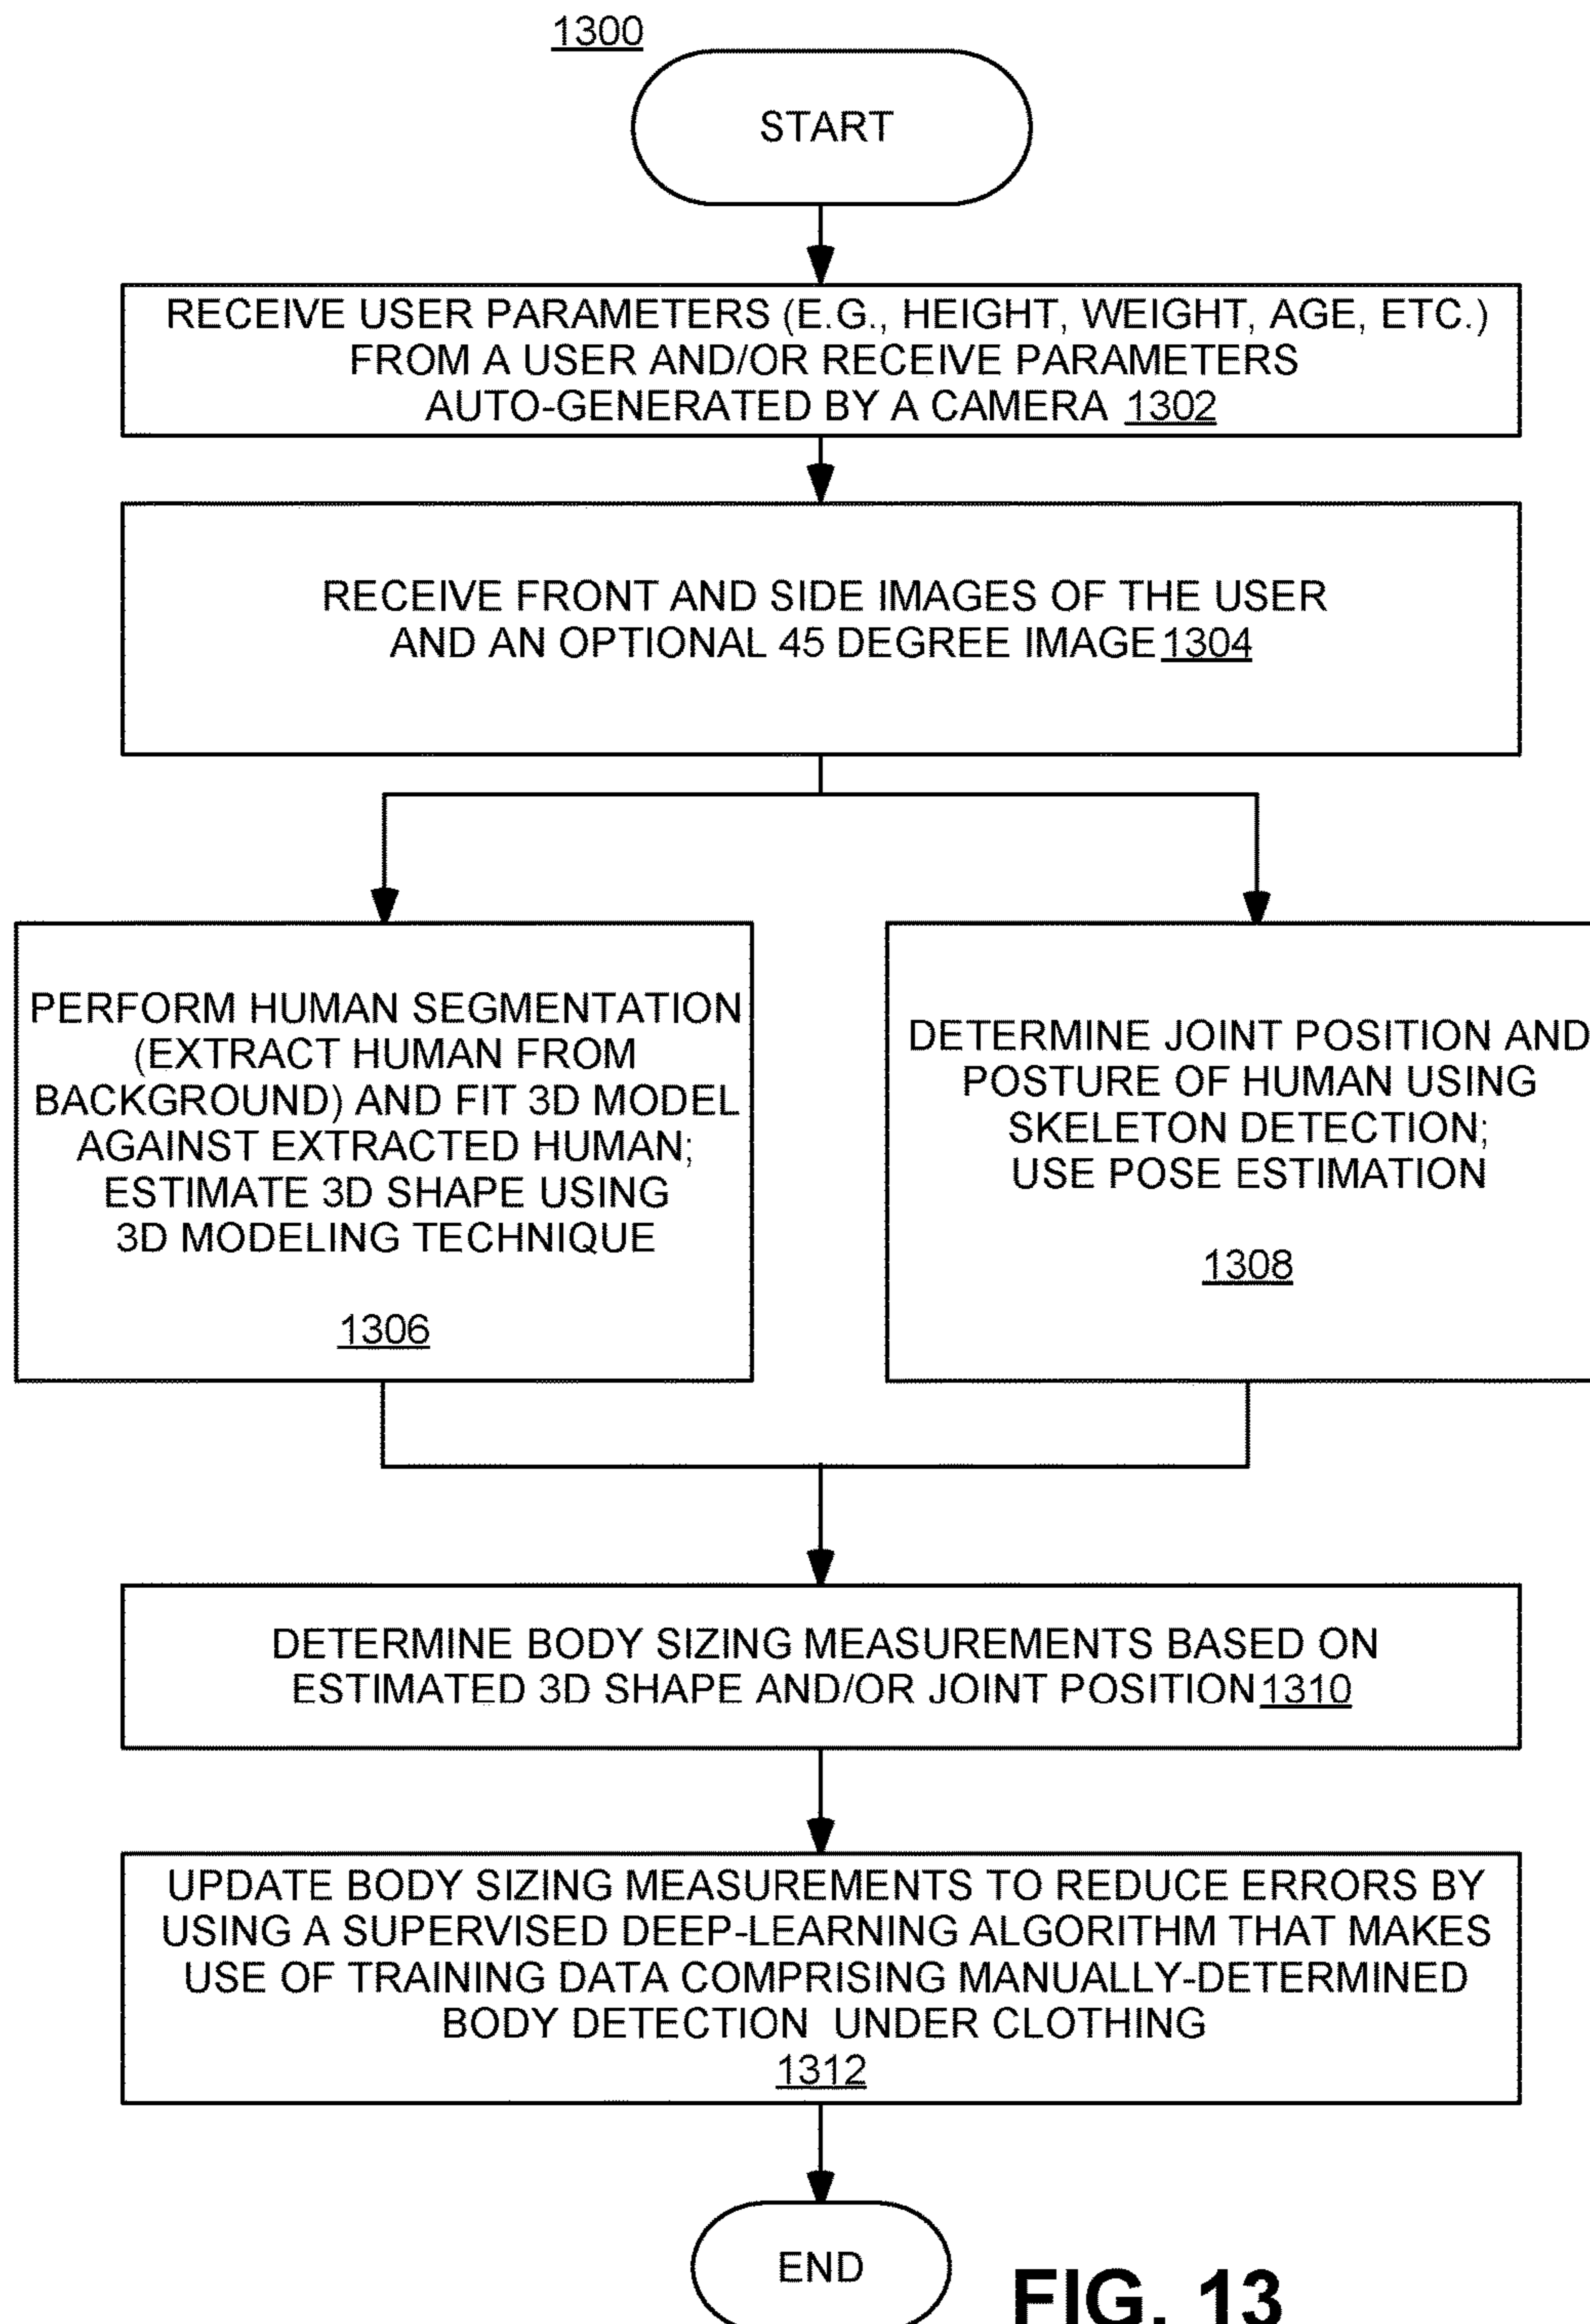 1300
START
RECEIVE USER PARAMETERS (E.G., HEIGHT, WEIGHT, AGE, ETC.)
FROM A USER AND/OR RECEIVE PARAMETERS
AUTO-GENERATED BY A CAMERA 1302
RECEIVE FRONT AND SIDE IMAGES OF THE USER
AND AN OPTIONAL 45 DEGREE IMAGE 1304
PERFORM HUMAN SEGMENTATION
(EXTRACT HUMAN FROM
BACKGROUND) AND FIT 3D MODEL
AGAINST EXTRACTED HUMAN;
ESTIMATE 3D SHAPE USING
3D MODELING TECHNIQUE
1306
DETERMINE JOINT POSITION AND
POSTURE OF HUMAN USING
SKELETON DETECTION;
USE POSE ESTIMATION
1308
DETERMINE BODY SIZING MEASUREMENTS BASED ON
ESTIMATED 3D SHAPE AND/OR JOINT POSITION 1310
UPDATE BODY SIZING MEASUREMENTS TO REDUCE ERRORS BY
USING A SUPERVISED DEEP-LEARNING ALGORITHM THAT MAKES
USE OF TRAINING DATA COMPRISING MANUALLY-DETERMINED
BODY DETECTION UNDER CLOTHING
1312
END
FIG. 13